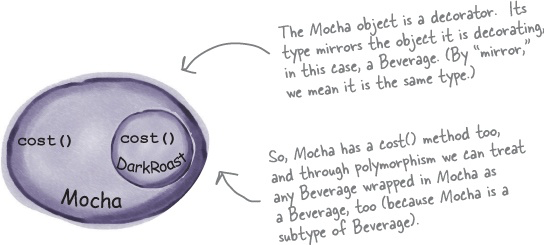 The Mocha object is a decorator. Its
type mirrors the object it is decorating,
in this case, a Beverage. (By “mirror,”
we mean it is the same type.)
cost()
cost()
DarkRoast
Mocha
So, Mocha has a cost() method too,
and through polymorphism we can treat
any Beverage wrapped in Mocha as
a Beverage, too (because Mocha is a
subtype of Beverage).